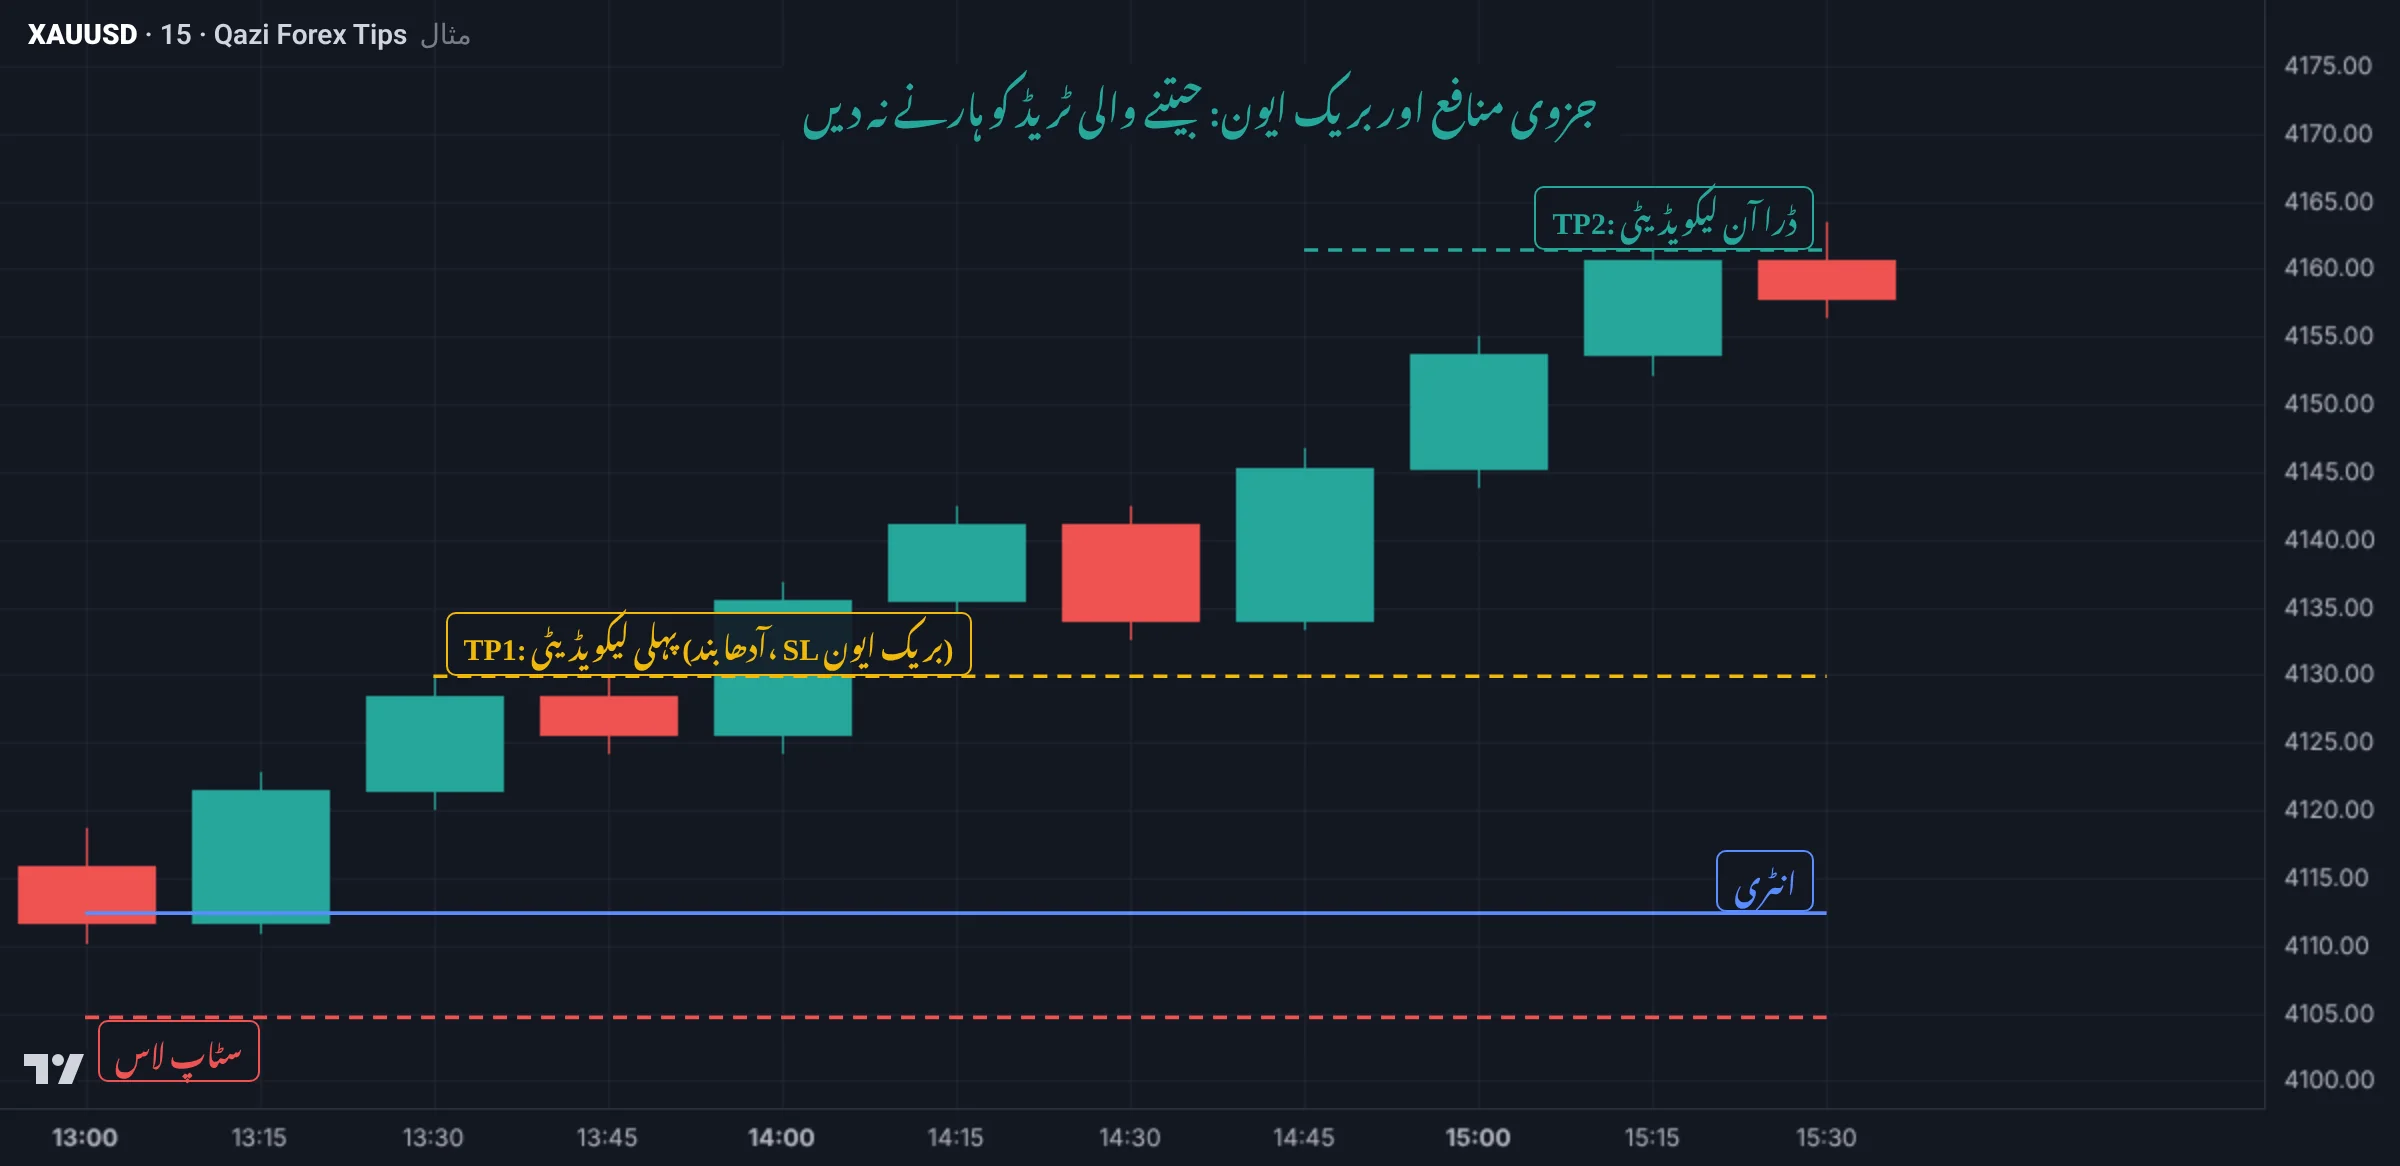 XAUUSD · 15 · Qazi Forex Tips مثال
جزوی منافع اور بریک ایون: جیتنے والی ٹریڈ کو ہارنے نہ دیں
TP2: ڈرا آن لیکویڈیٹی
TP1: پہلی لیکویڈیٹی (آدھا بند، SL بریک ایون)
انٹری
سٹاپ لاس
4175.00
4170.00
4165.00
4160.00
4155.00
4150.00
4145.00
4140.00
4135.00
4130.00
4125.00
4120.00
4115.00
4110.00
4105.00
4100.00
13:00 13:15 13:30 13:45 14:00 14:15 14:30 14:45 15:00 15:15 15:30